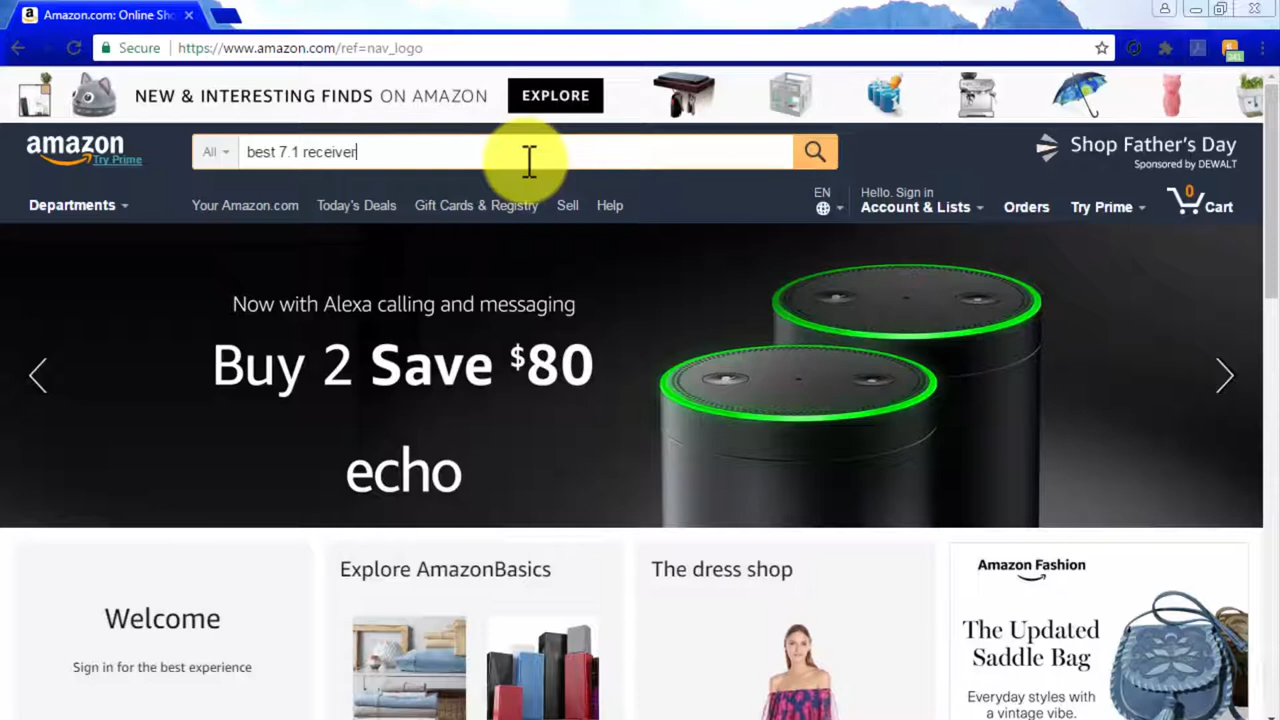 Amazon.com: Online Sho
Secure
https://www.amazon.com/ref=nav_logo
NEW & INTERESTING FINDS ON AMAZON
EXPLORE
amazon
Try Prime
All
best 7.1 receiver
Shop Father's Day
Sponsored by DEWALT
Departments
Your Amazon.com
Today's Deals
Gift Cards & Registry
Sell
Help
EN
Hello. Sign in
Account & Lists
Orders
Try Prime
0
Cart
Now with Alexa calling and messaging
Buy 2 Save $80
echo
Welcome
Sign in for the best experience
Explore AmazonBasics
The dress shop
Amazon Fashion
The Updated
Saddle Bag
Everyday styles with
a vintage vibe.